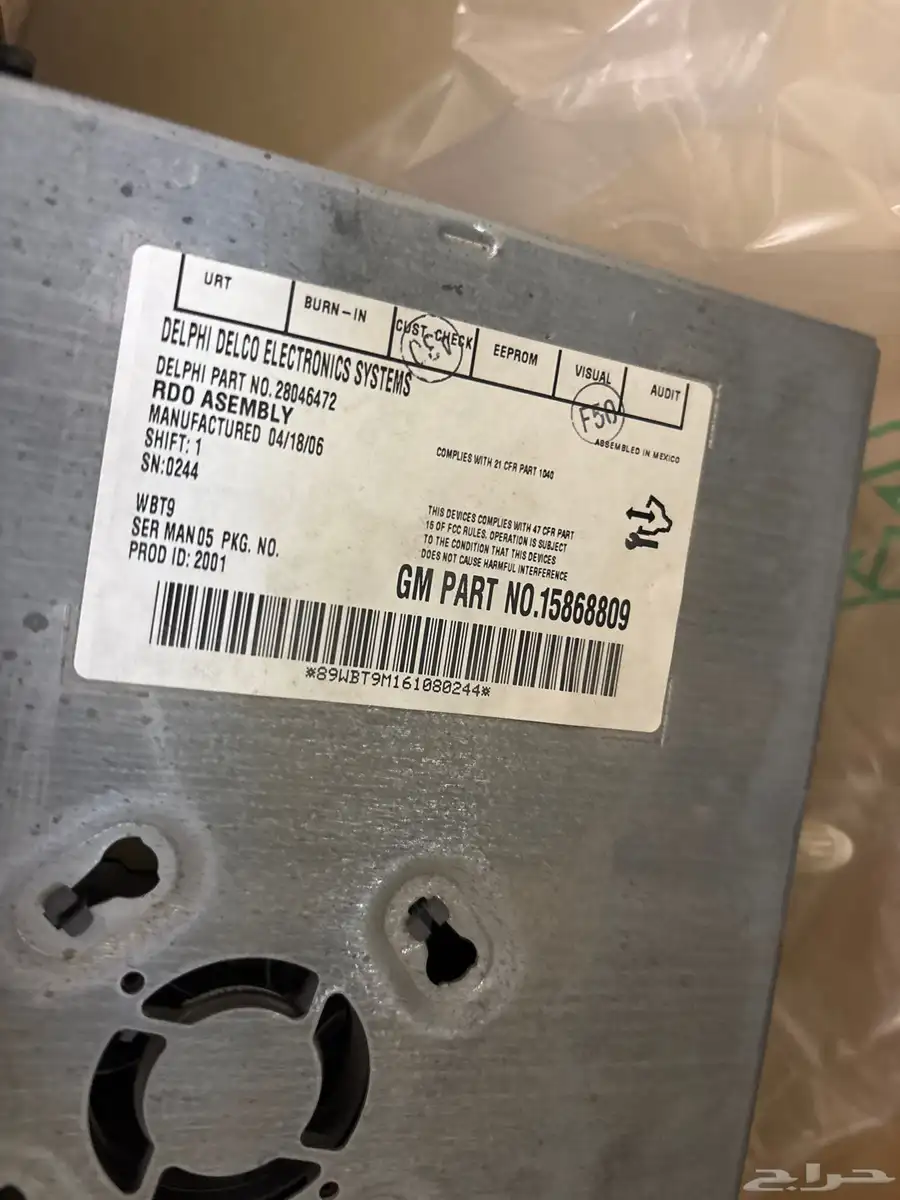 URT
BURN-IN
CUST-CHECK
EEPROM
VISUAL
AUDIT
F50
DELPHI DELCO ELECTRONICS SYSTEMS
DELPHI PART NO.28046472
RDO ASEMBLY
MANUFACTURED 04/18/06
SHIFT: 1
SN:0244
ASSEMBLED IN MEXICO
COMPLIES WITH 21 CFR PART 1040
WBT9
SER MAN05 PKG. NO.
PROD ID: 2001
THIS DEVICES COMPLIES WITH 47 CFR PART
15 OF FCC RULES. OPERATION IS SUBJECT
TO THE CONDITION THAT THIS DEVICES
DOES NOT CAUSE HARMFUL INTERFERENCE
GM PART NO.15868809
*89WBT9M161080244*
حراج